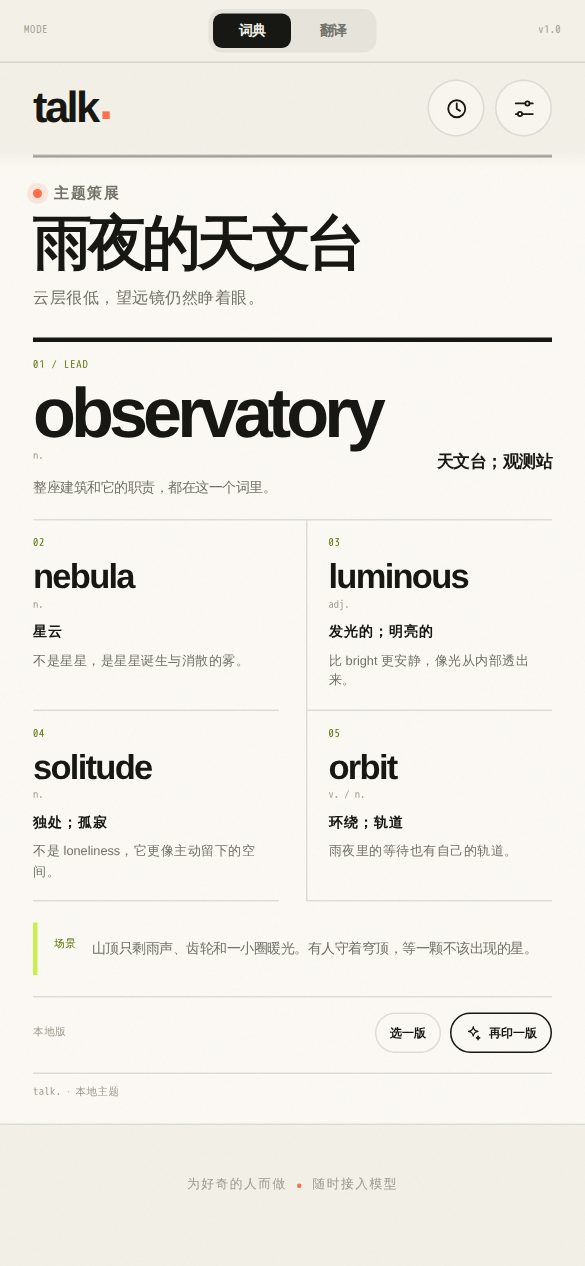 MODE
词典
翻译
v1.0
talk.
主题策展
雨夜的天文台
云层很低，望远镜仍然睁着眼。
01 / LEAD
observatory
n.
天文台；观测站
整座建筑和它的职责，都在这一个词里。
02
nebula
n.
星云
不是星星，是星星诞生与消散的雾。
03
luminous
adj.
发光的；明亮的
比 bright 更安静，像光从内部透出
来。
04
solitude
n.
独处；孤寂
不是 loneliness，它更像主动留下的空
间。
05
orbit
v. / n.
环绕；轨道
雨夜里的等待也有自己的轨道。
场景
山顶只剩雨声、齿轮和一小圈暖光。有人守着穹顶，等一颗不该出现的星。
本地版
选一版
再印一版
talk. · 本地主题
为好奇的人而做 • 随时接入模型